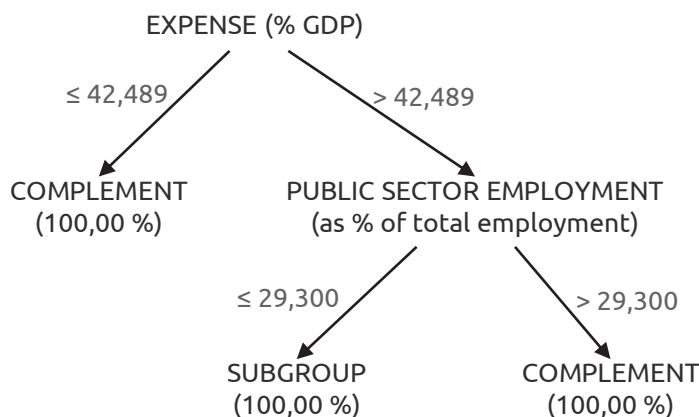 EXPENSE (% GDP)
≤ 42,489
> 42,489
COMPLEMENT
(100,00 %)
PUBLIC SECTOR EMPLOYMENT
(as % of total employment)
≤ 29,300
> 29,300
SUBGROUP
(100,00 %)
COMPLEMENT
(100,00 %)